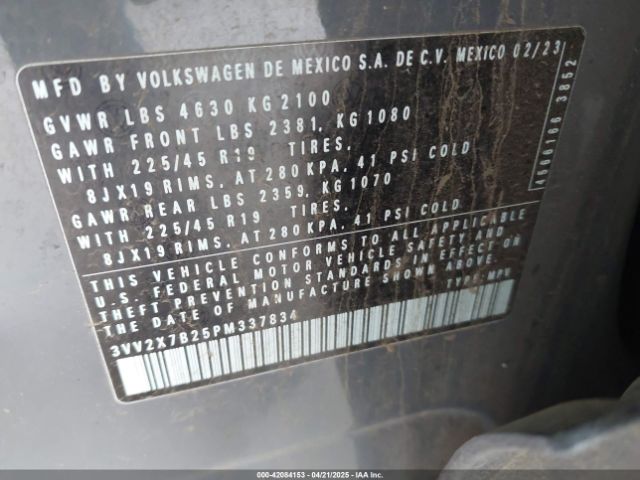 MFD BY VOLKSWAGEN DE MEXICO S.A. DE C.V. MEXICO 02/23
GVWR LBS 4630 KG 2100
GAWR FRONT LBS 2381, KG 1080
WITH 225/45 R19 TIRES,
8JX19 RIMS, AT 280 KPA, 41 PSI COLD
GAWR REAR LBS 2359, KG 1070
WITH 225/45 R19 TIRES,
8JX19 RIMS, AT 280 KPA, 41 PSI COLD
THIS VEHICLE CONFORMS TO ALL APPLICABLE
U.S. FEDERAL MOTOR VEHICLE SAFETY AND
THEFT PREVENTION STANDARDS IN EFFECT ON
THE DATE OF MANUFACTURE SHOWN ABOVE.
3VV2X7B25PM337834 TYPE: MPV
4600166 3852
000-42084153 - 04/21/2025 - IAA Inc.